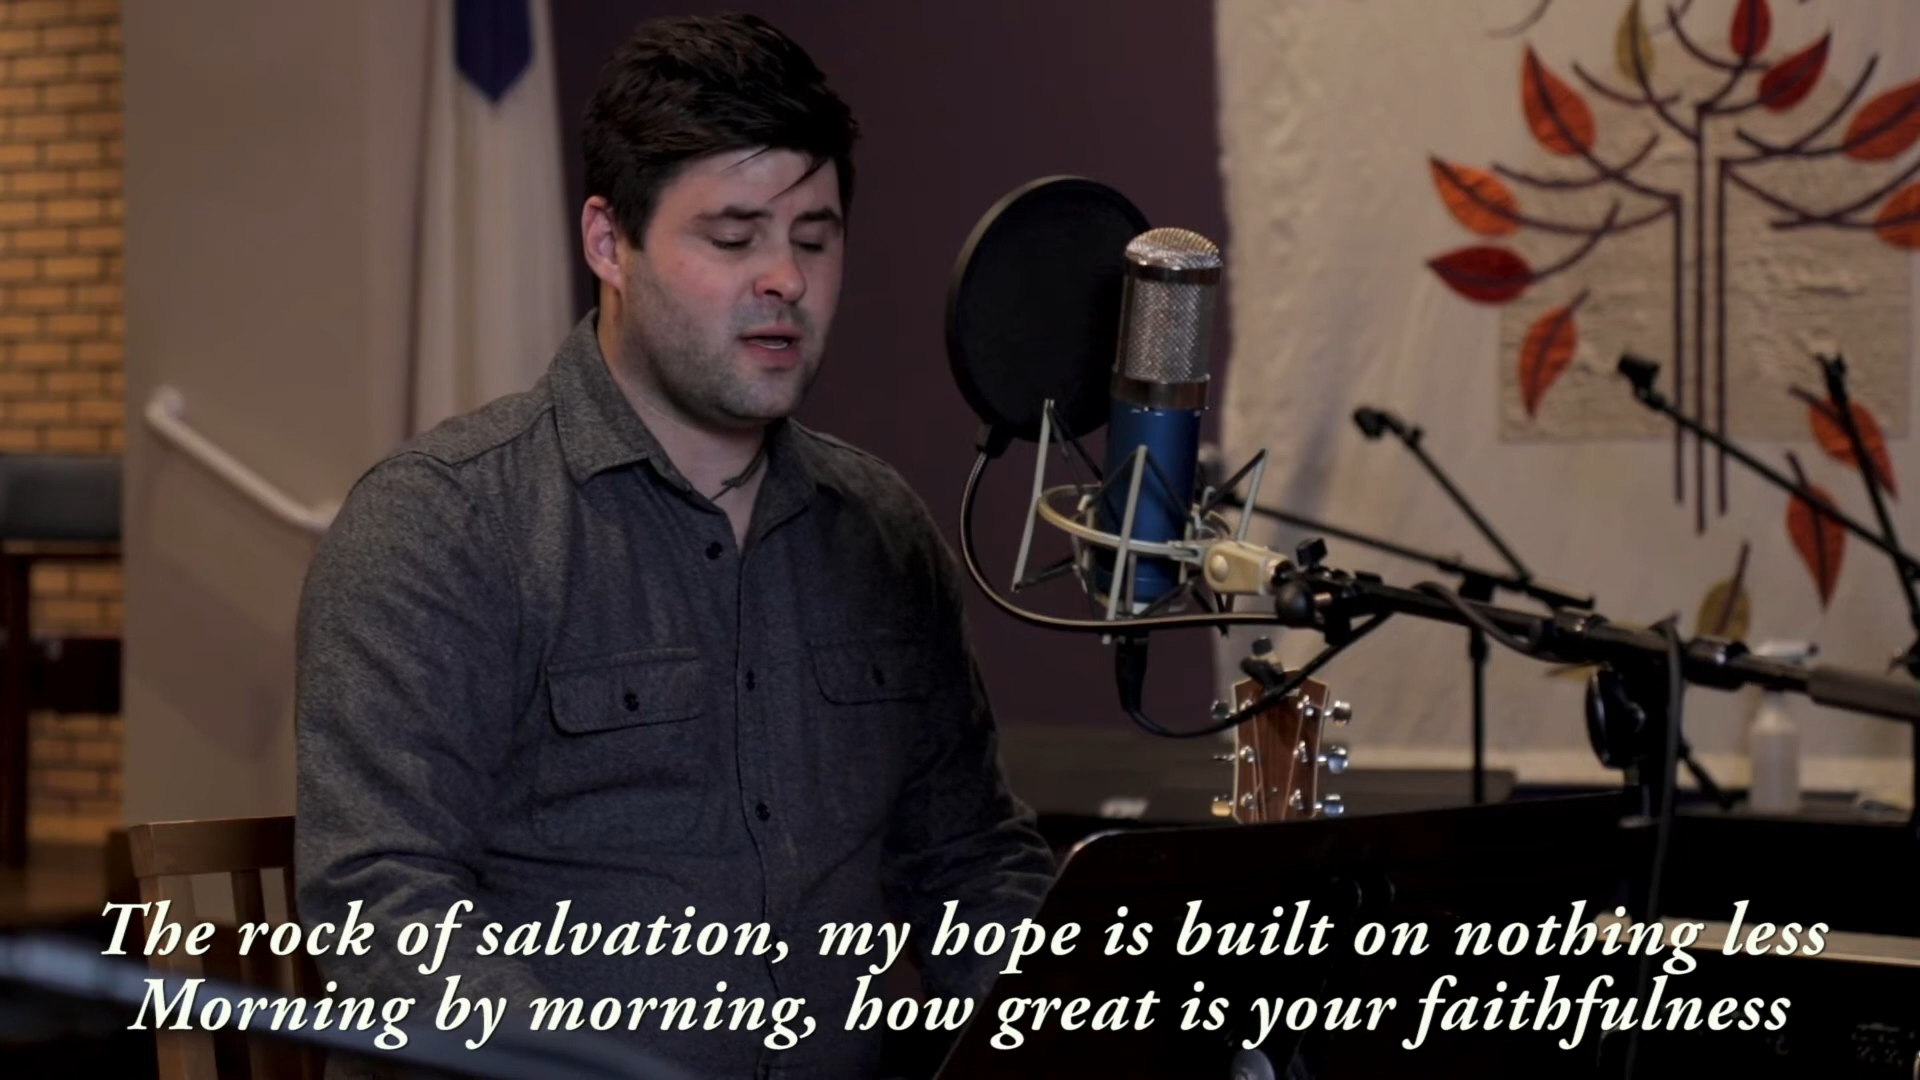 The rock of salvation, my hope is built on nothing less
Morning by morning, how great is your faithfulness